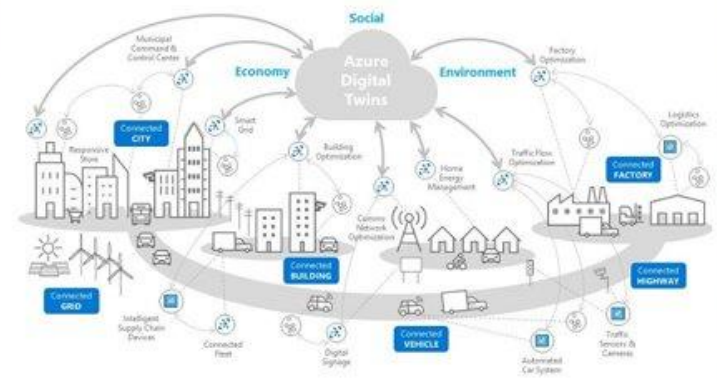 Social
Municipal
Command &
Control Center
Economy
Azure
Digital
Twins
Environment
Factory
Optimization
Connected
CITY
Smart
Grid
Responsive
Store
Building
Optimization
Home
Energy
Management
Traffic Flow
Optimization
Logistics
Optimization
Connected
FACTORY
Comms
Network
Optimization
Connected
BUILDING
Connected
HIGHWAY
Connected
GRID
Intelligent
Supply Chain
Devices
Connected
Fleet
Digital
Signage
Connected
VEHICLE
Automated
Car System
Traffic
Sensors &
Cameras